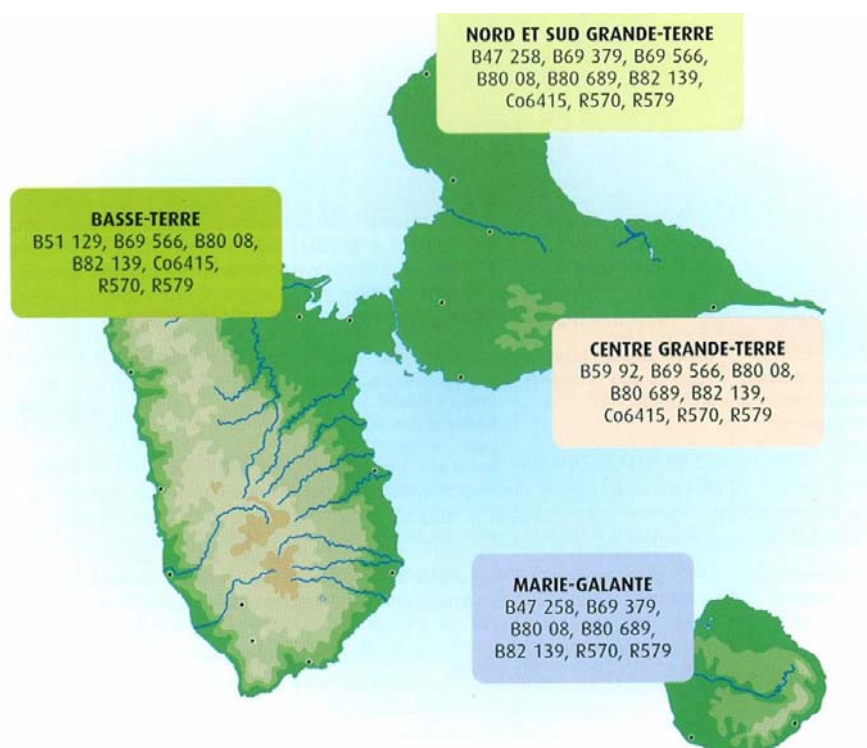 NORD ET SUD GRANDE-TERRE
B47 258, B69 379, B69 566,
B80 08, B80 689, B82 139,
Co6415, R570, R579
BASSE-TERRE
B51 129, B69 566, B80 08,
B82 139, Co6415,
R570, R579
CENTRE GRANDE-TERRE
B59 92, B69 566, B80 08,
B80 689, B82 139,
Co6415, R570, R579
MARIE-GALANTE
B47 258, B69 379,
B80 08, B80 689,
B82 139, R570, R579